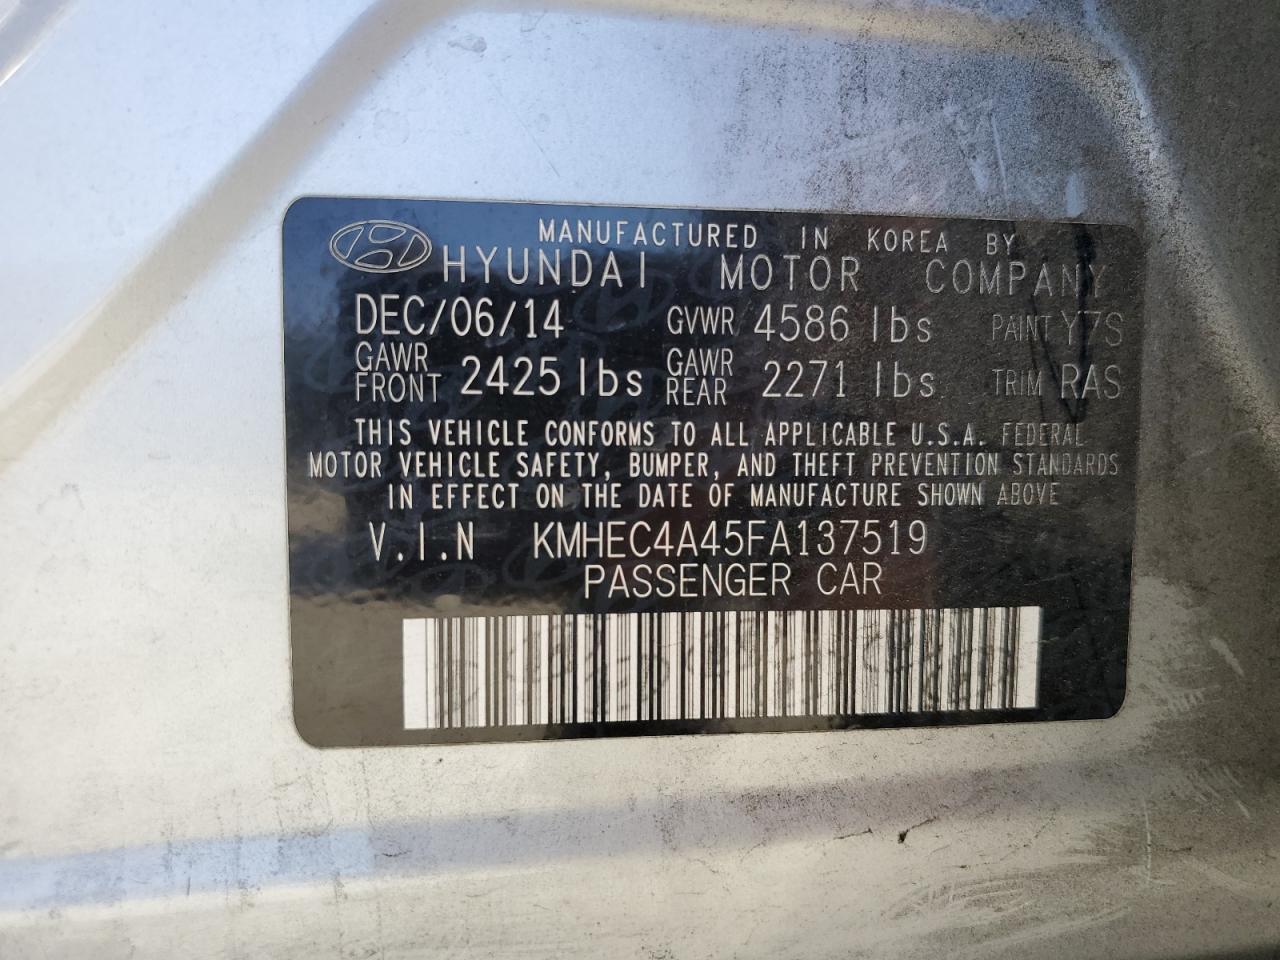 MANUFACTURED IN KOREA BY
HYUNDAI MOTOR COMPANY
DEC/06/14 GVWR 4586 lbs PAINT Y7S
GAWR FRONT 2425 lbs GAWR REAR 2271 lbs TRIM RAS
THIS VEHICLE CONFORMS TO ALL APPLICABLE U.S.A. FEDERAL
MOTOR VEHICLE SAFETY, BUMPER, AND THEFT PREVENTION STANDARDS
IN EFFECT ON THE DATE OF MANUFACTURE SHOWN ABOVE
V.I.N KMHEC4A45FA137519
PASSENGER CAR